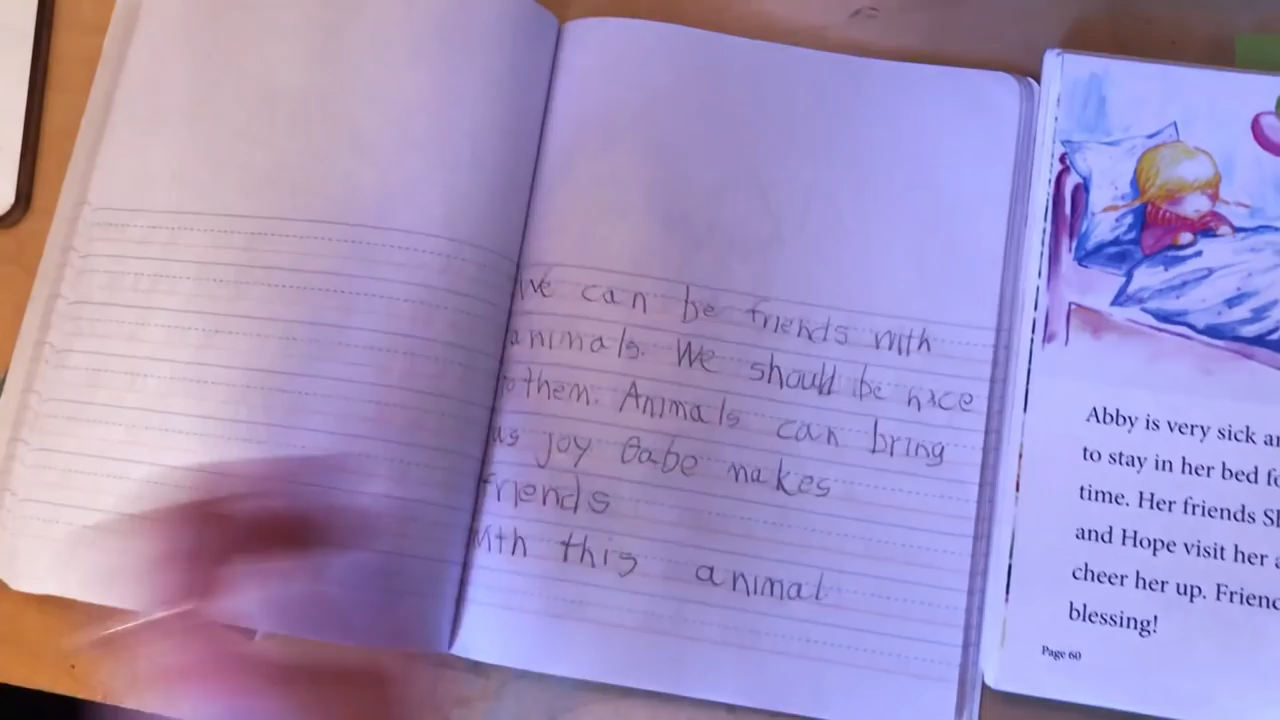 We can be friends with
animals. We should be nice
to them. Animals can bring
us joy Gabe makes
friends
with this animal
Abby is very sick
to stay in her bed
time. Her friends
and Hope visit her
cheer her up.
blessing!
Page 60